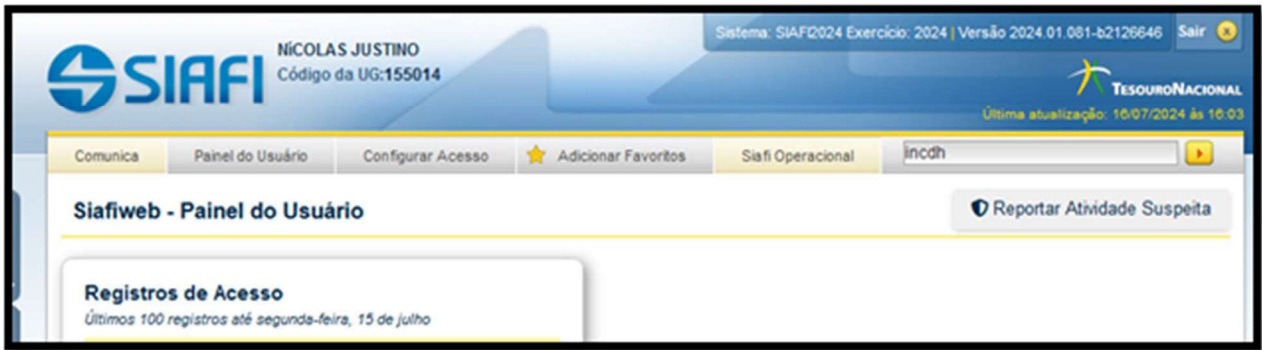 SIAFI
NÍCOLAS JUSTINO
Código da UG:155014
Sistema: SIAFI2024 Exercício: 2024 | Versão 2024.01.081-b2126646 Sair
TESOURONACIONAL
Última atualização: 16/07/2024 às 16:03
Comunica Painel do Usuário Configurar Acesso Adicionar Favoritos Siafi Operacional incdh
Siafiweb - Painel do Usuário Reportar Atividade Suspeita
Registros de Acesso
Últimos 100 registros até segunda-feira, 15 de julho